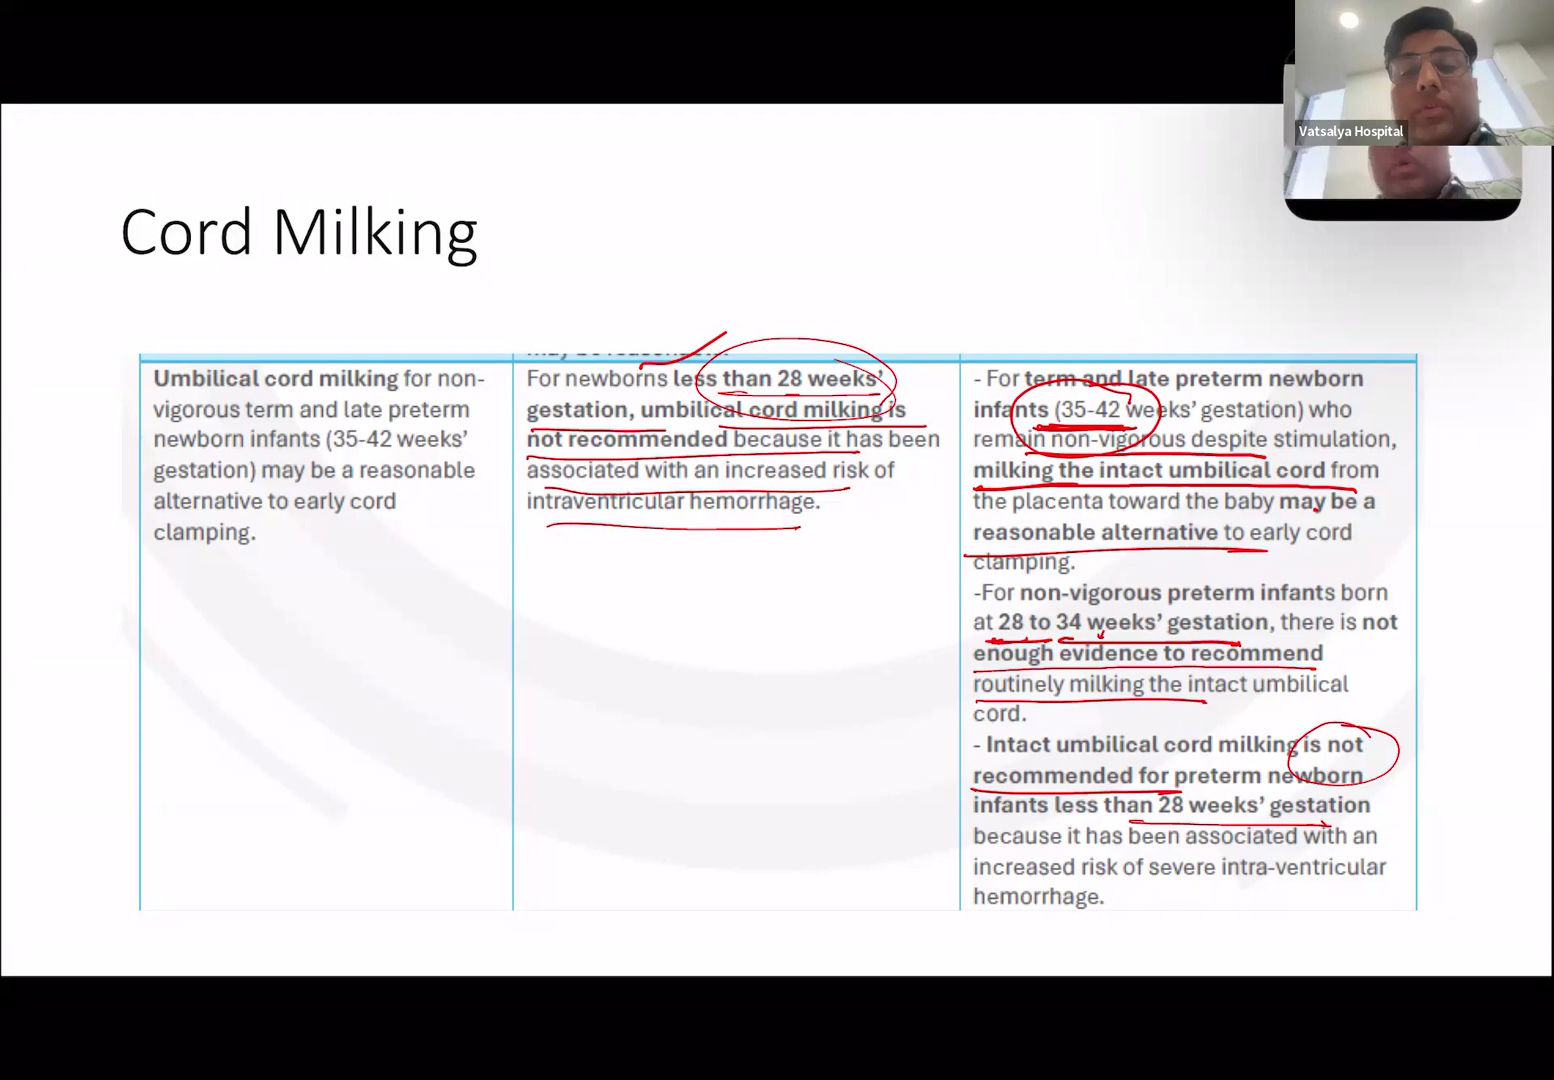 Vatsalya Hospital
Cord Milking
may be reasonable.
Umbilical cord milking for non-
vigorous term and late preterm
newborn infants (35-42 weeks’
gestation) may be a reasonable
alternative to early cord
clamping.
For newborns less than 28 weeks’
gestation, umbilical cord milking is
not recommended because it has been
associated with an increased risk of
intraventricular hemorrhage.
- For term and late preterm newborn
infants (35-42 weeks’ gestation) who
remain non-vigorous despite stimulation,
milking the intact umbilical cord from
the placenta toward the baby may be a
reasonable alternative to early cord
clamping.
-For non-vigorous preterm infants born
at 28 to 34 weeks’ gestation, there is not
enough evidence to recommend
routinely milking the intact umbilical
cord.
- Intact umbilical cord milking is not
recommended for preterm newborn
infants less than 28 weeks’ gestation
because it has been associated with an
increased risk of severe intra-ventricular
hemorrhage.